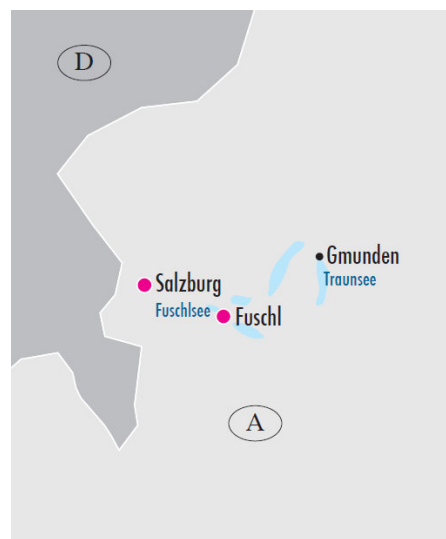 D
Gmunden
Traunsee
Salzburg
Fuschlsee
Fuschl
A